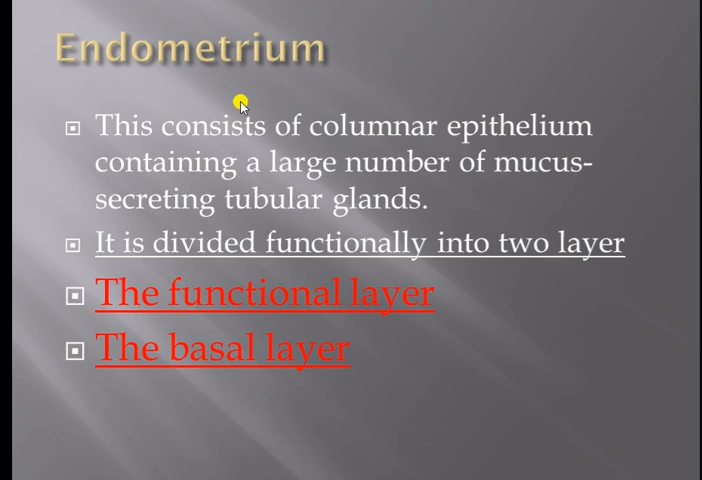 Endometrium
This consists of columnar epithelium
containing a large number of mucus-
secreting tubular glands.
It is divided functionally into two layer
The functional layer
The basal layer